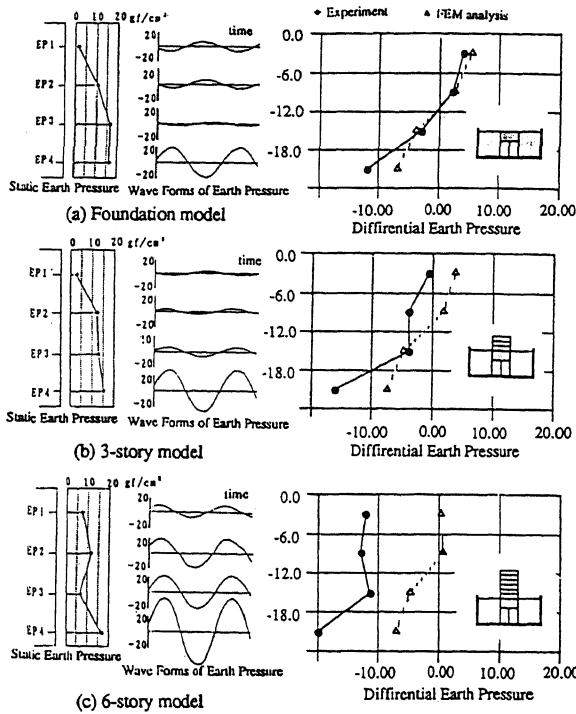 ● Experiment △ FEM analysis
0 10 20 gf/cm²
EP1
EP2
EP3
EP4
Static Earth Pressure
time
20
-20
20
-20
20
-20
20
-20
Wave Forms of Earth Pressure
0.0
-6.0
-12.0
-18.0
-10.00 0.00 10.00 20.00
Diffirential Earth Pressure
(a) Foundation model
0 10 20 gf/cm²
EP1
EP2
EP3
EP4
Static Earth Pressure
time
20
-20
20
-20
-20
20
-20
Wave Forms of Earth Pressure
0.0
-6.0
-12.0
-18.0
-10.00 0.00 10.00 20.00
Diffirential Earth Pressure
(b) 3-story model
0 10 20 gf/cm²
EP1
EP2
EP3
EP4
Static Earth Pressure
time
20
-20
20
-20
20
-20
20
-20
Wave Forms of Earth Pressure
0.0
-6.0
-12.0
-18.0
-10.00 0.00 10.00 20.00
Diffirential Earth Pressure
(c) 6-story model